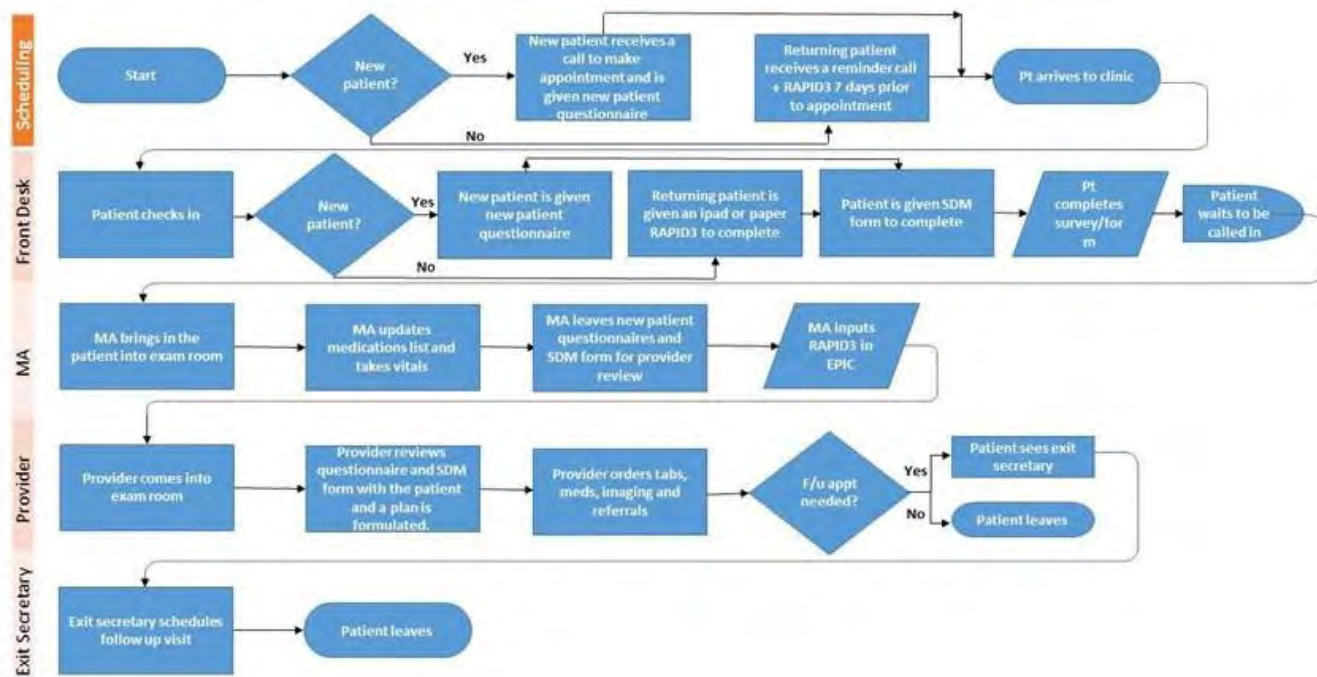 Scheduling
Start
New
patient?
Yes
No
New patient receives a
call to make
appointment and is
given new patient
questionnaire
Returning patient
receives a reminder call
+ RAPID3 7 days prior
to appointment
Pt arrives to clinic
Front Desk
Patient checks in
New
patient?
Yes
No
New patient is given
new patient
questionnaire
Returning patient is
given an ipad or paper
RAPID3 to complete
Patient is given SDM
form to complete
Pt
completes
survey/for
m
Patient
waits to be
called in
MA
MA brings in the
patient into exam room
MA updates
medications list and
takes vitals
MA leaves new patient
questionnaires and
SDM form for provider
review
MA inputs
RAPID3 in
EPIC
Provider
Provider comes into
exam room
Provider reviews
questionnaire and SDM
form with the patient
and a plan is
formulated.
Provider orders tabs,
meds, imaging and
referrals
F/u appt
needed?
Yes
No
Patient sees exit
secretary
Patient leaves
Exit Secretary
Exit secretary schedules
follow up visit
Patient leaves